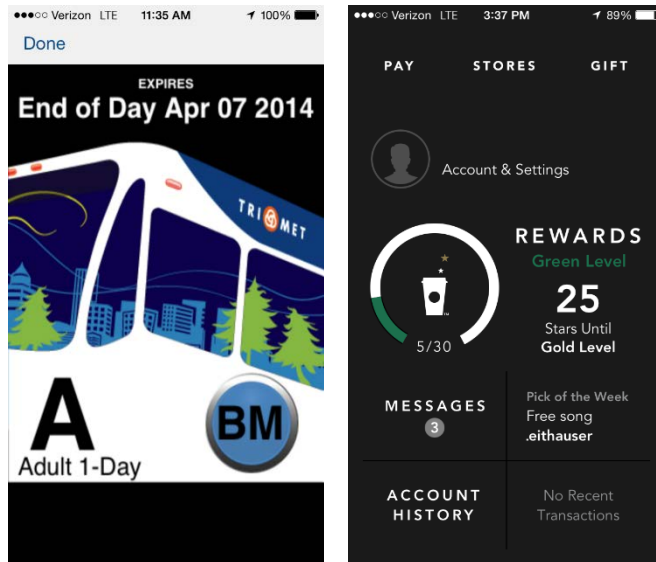 Verizon LTE 11:35 AM 100%
Done
EXPIRES
End of Day Apr 07 2014
TRI MET
A
BM
Adult 1-Day
Verizon LTE 3:37 PM 89%
PAY STORES GIFT
Account & Settings
REWARDS
Green Level
25
Stars Until
Gold Level
5/30
MESSAGES
3
Pick of the Week
Free song
.eithauser
ACCOUNT
HISTORY
No Recent
Transactions